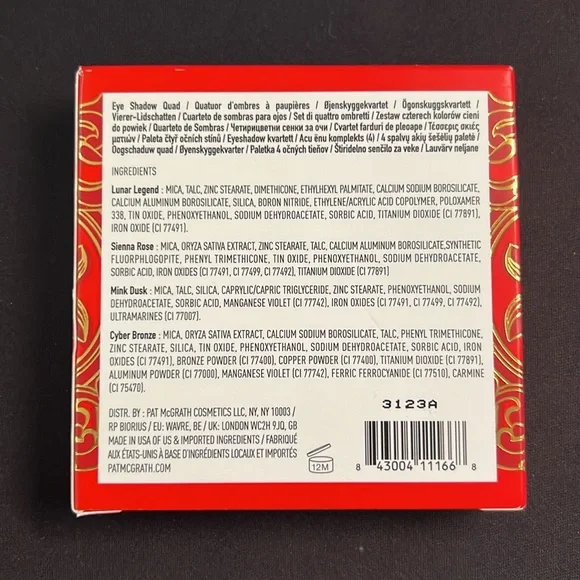 Eye Shadow Quad / Quatuor d'ombres à paupières / Øjenskyggekvartet / Ögonskuggskvartett /
Vierer-Lidschatten / Cuarteto de sombras para ojos / Set di quattro ombretti / Zestaw czterech kolorów cieni
do powiek / Quarteto de Sombras / Четирицветни сенки за очи / Cvartet farduri de pleoape / Τέσσερις σκιές
ματιών / Paleta čtyř očních stínů / Eyeshadow kvartett / Acu ēnu komplekts (4) / 4 spalvų akių šešėlių paletė /
Oogschaduw quad / Øyenskyggekvarter / Paletka 4 očných tieňov / Štiridelno senčilo za veke / Lauvärv neljane
INGREDIENTS
Lunar Legend : MICA, TALC, ZINC STEARATE, DIMETHICONE, ETHYLHEXYL PALMITATE, CALCIUM SODIUM BOROSILICATE,
CALCIUM ALUMINUM BOROSILICATE, SILICA, BORON NITRIDE, ETHYLENE/ACRYLIC ACID COPOLYMER, POLOXAMER
338, TIN OXIDE, PHENOXYETHANOL, SODIUM DEHYDROACETATE, SORBIC ACID, TITANIUM DIOXIDE (CI 77891),
IRON OXIDE (CI 77491).
Sienna Rose : MICA, ORYZA SATIVA EXTRACT, ZINC STEARATE, TALC, CALCIUM ALUMINUM BOROSILICATE,SYNTHETIC
FLUORPHLOGOPITE, PHENYL TRIMETHICONE, TIN OXIDE, PHENOXYETHANOL, SODIUM DEHYDROACETATE,
SORBIC ACID, IRON OXIDES (CI 77491, CI 77499, CI 77492), TITANIUM DIOXIDE (CI 77891)
Mink Dusk : MICA, TALC, SILICA, CAPRYLIC/CAPRIC TRIGLYCERIDE, ZINC STEARATE, PHENOXYETHANOL, SODIUM
DEHYDROACETATE, SORBIC ACID, MANGANESE VIOLET (CI 77742), IRON OXIDES (CI 77491, CI 77499, CI 77492),
ULTRAMARINES (CI 77007).
Cyber Bronze : MICA, ORYZA SATIVA EXTRACT, CALCIUM SODIUM BOROSILICATE, TALC, PHENYL TRIMETHICONE,
ZINC STEARATE, SILICA, TIN OXIDE, PHENOXYETHANOL, SODIUM DEHYDROACETATE, SORBIC ACID, IRON OXIDES
(CI 77491), BRONZE POWDER (CI 77400), COPPER POWDER (CI 77400), TITANIUM DIOXIDE (CI 77891),
ALUMINUM POWDER (CI 77000), MANGANESE VIOLET (CI 77742), FERRIC FERROCYANIDE (CI 77510), CARMINE
(CI 75470).
DISTR. BY : PAT McGRATH COSMETICS LLC, NY, NY 10003 /
RP BIORIUS / EU: WAVRE, BE / UK: LONDON WC2H 9JQ, GB
MADE IN USA OF US & IMPORTED INGREDIENTS / FABRIQUÉ
AUX ÉTATS-UNIS À BASE D'INGRÉDIENTS LOCAUX ET IMPORTÉS
PATMCGRATH.COM
12M
3123A
8 43004 11166 8